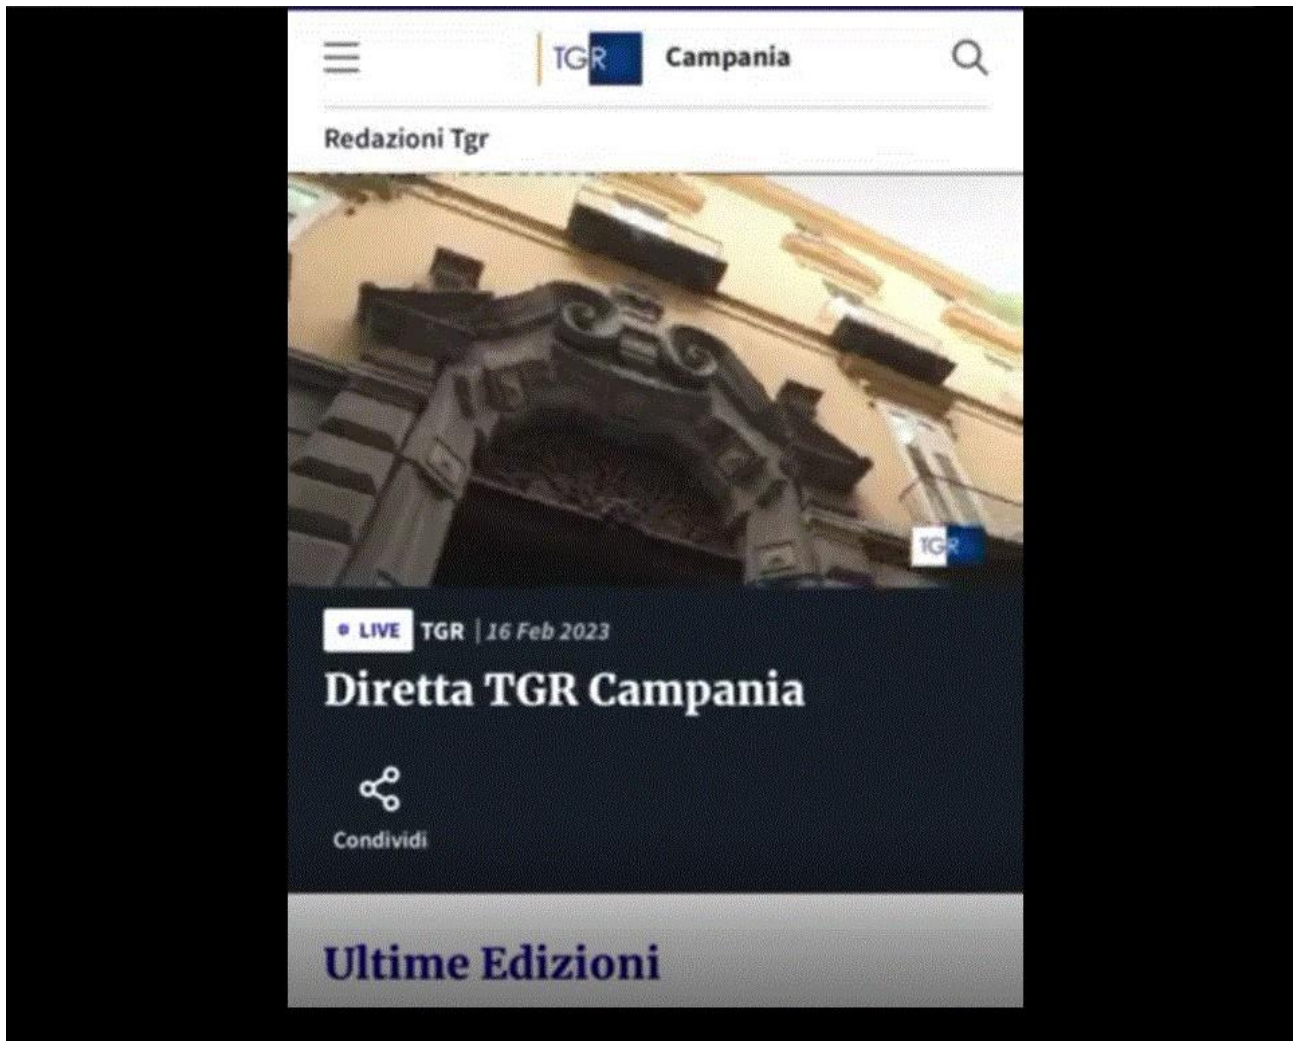 TGR Campania
Redazioni Tgr
TGR
LIVE TGR | 16 Feb 2023
Diretta TGR Campania
Condividi
Ultime Edizioni